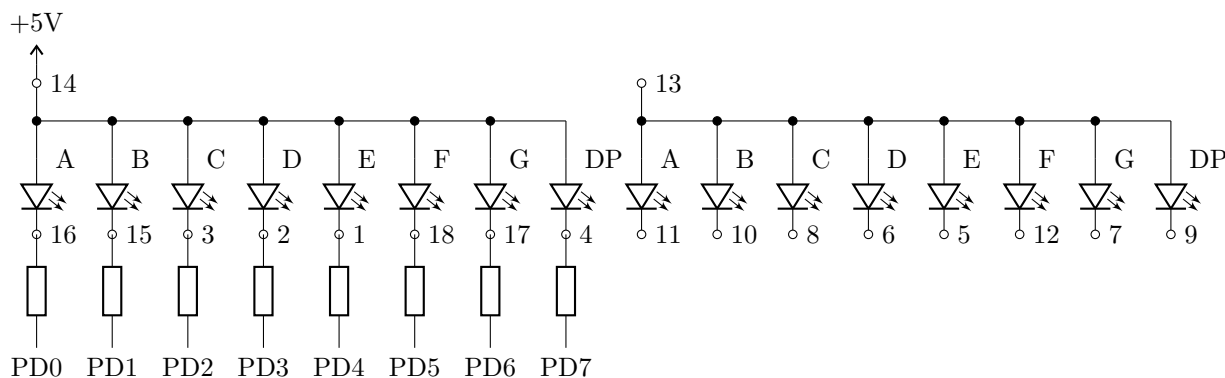 +5V
14 13
A B C D E F G DP A B C D E F G DP
16 15 3 2 1 18 17 4 11 10 8 6 5 12 7 9
PD0 PD1 PD2 PD3 PD4 PD5 PD6 PD7